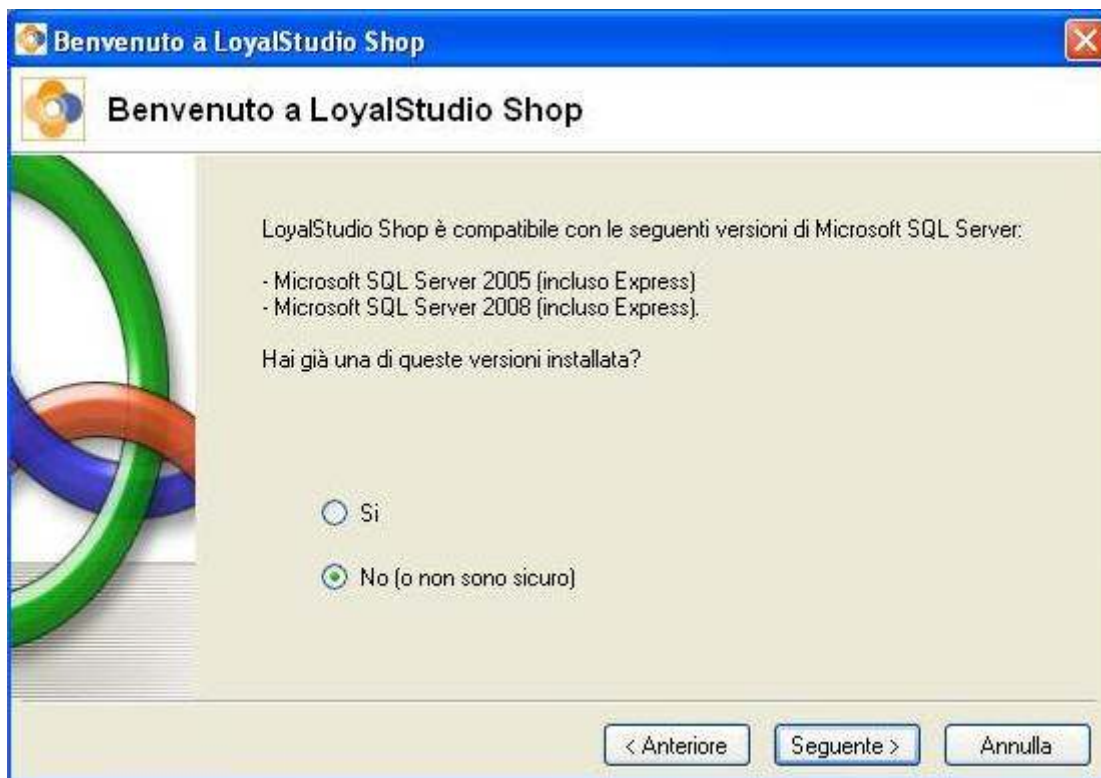 Benvenuto a LoyalStudio Shop
Benvenuto a LoyalStudio Shop
LoyalStudio Shop è compatibile con le seguenti versioni di Microsoft SQL Server:
- Microsoft SQL Server 2005 (incluso Express)
- Microsoft SQL Server 2008 (incluso Express).
Hai già una di queste versioni installata?
Si
No (o non sono sicuro)
< Anteriore
Seguente >
Annulla